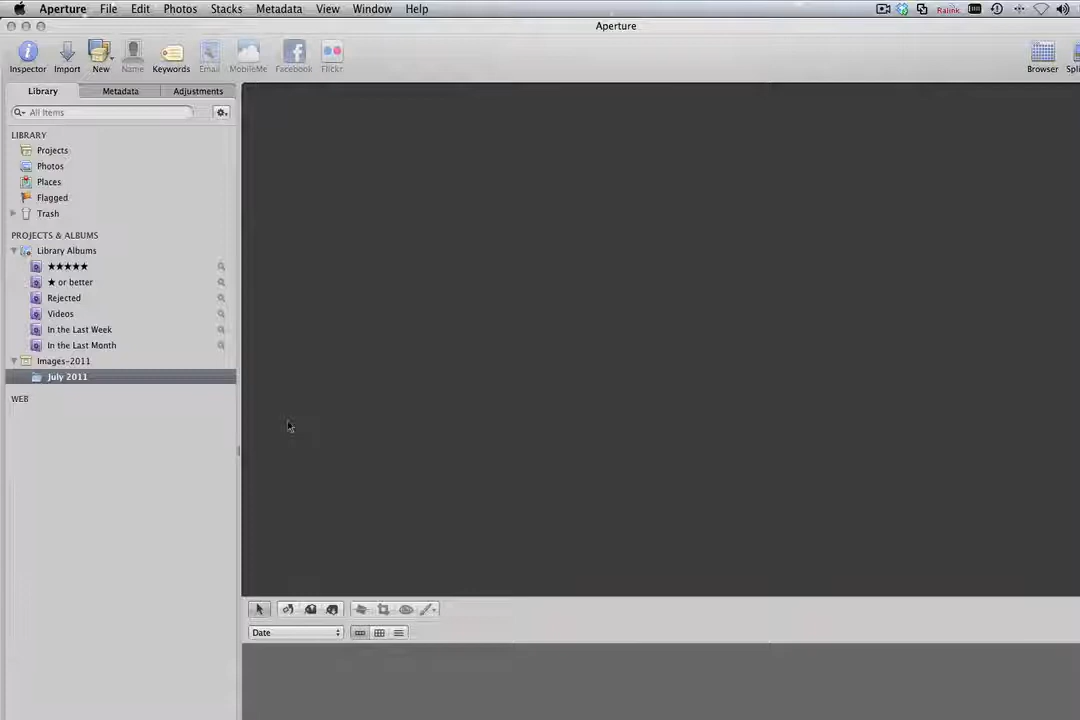 Aperture File Edit Photos Stacks Metadata View Window Help Ralink
Aperture
Inspector Import New Name Keywords Email MobileMe Facebook Flickr Browser Spli
Library Metadata Adjustments
All Items
LIBRARY
Projects
Photos
Places
Flagged
Trash
PROJECTS & ALBUMS
Library Albums
★★★★★
★ or better
Rejected
Videos
In the Last Week
In the Last Month
Images-2011
July 2011
WEB
Date